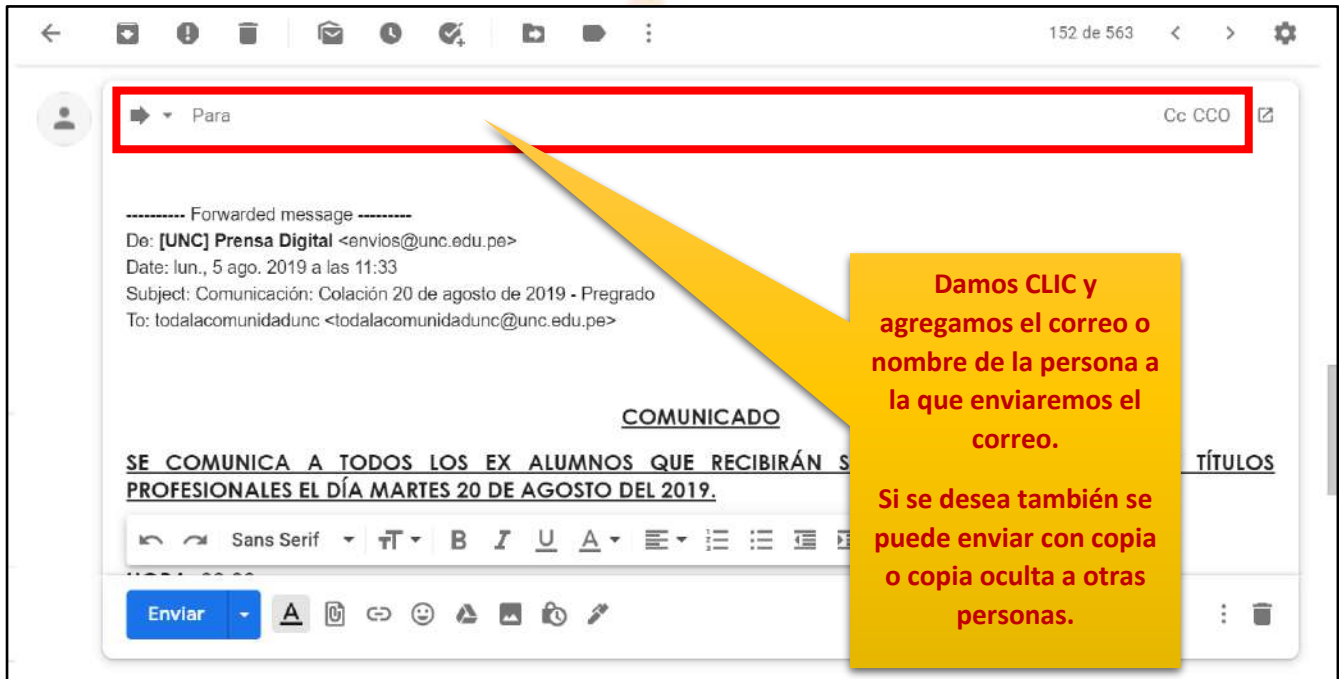 152 de 563
Para Cc CCO
---------- Forwarded message ---------
De: [UNC] Prensa Digital <envios@unc.edu.pe>
Date: lun., 5 ago. 2019 a las 11:33
Subject: Comunicación: Colación 20 de agosto de 2019 - Pregrado
To: todalacomunidadunc <todalacomunidadunc@unc.edu.pe>
COMUNICADO
SE COMUNICA A TODOS LOS EX ALUMNOS QUE RECIBIRÁN S TÍTULOS
PROFESIONALES EL DÍA MARTES 20 DE AGOSTO DEL 2019.
Sans Serif
Enviar
Damos CLIC y
agregamos el correo o
nombre de la persona a
la que enviaremos el
correo.
Si se desea también se
puede enviar con copia
o copia oculta a otras
personas.